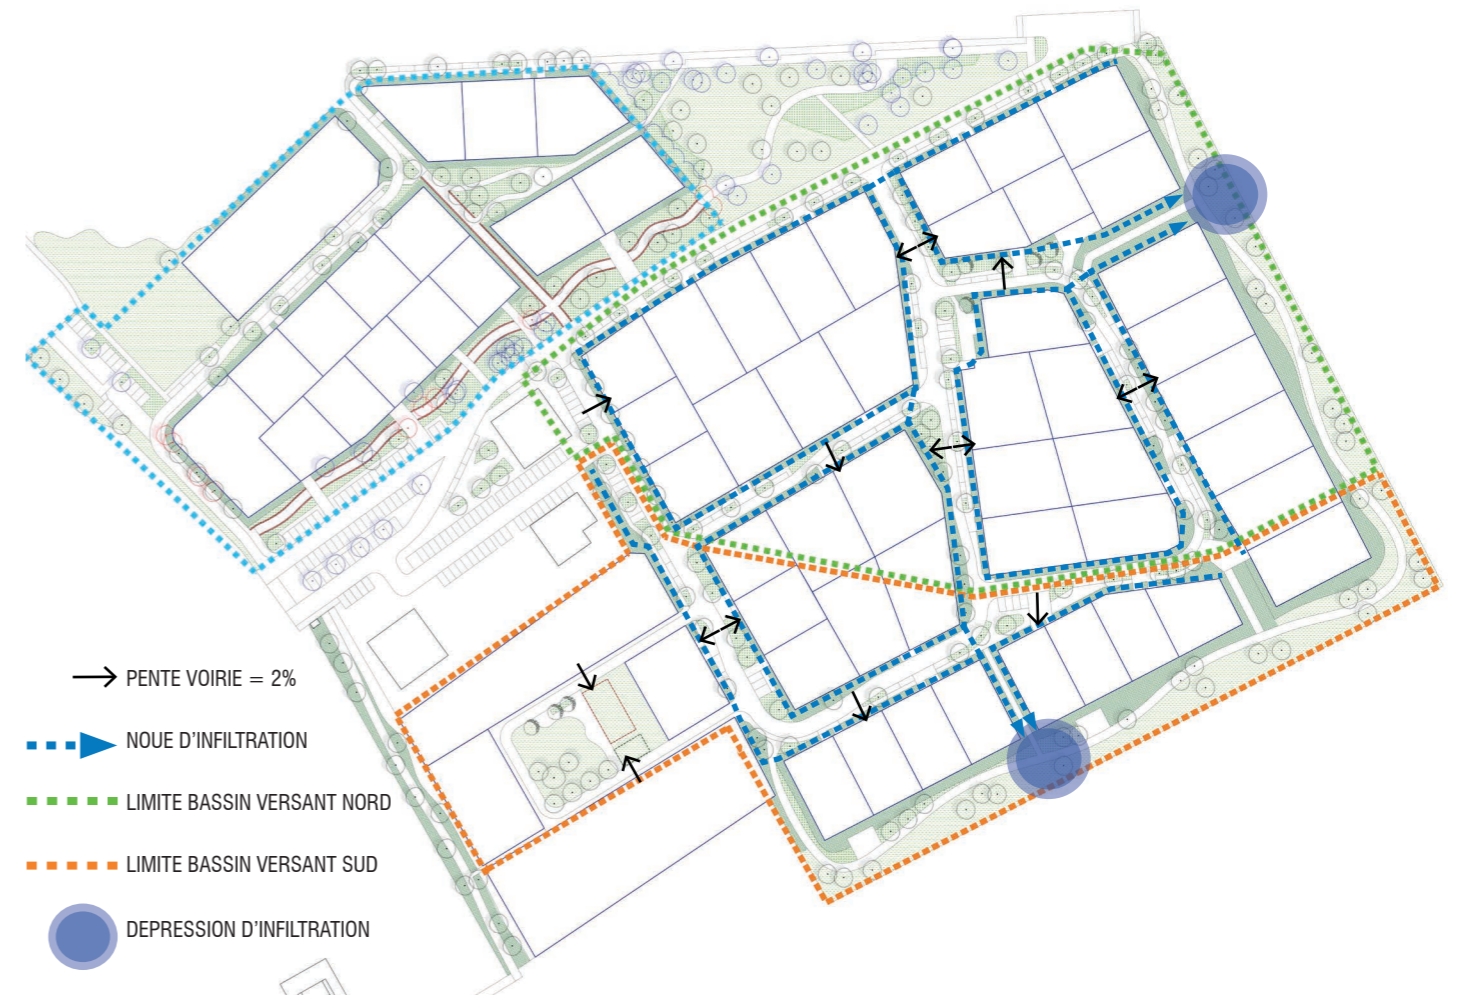 PENTE VOIRIE = 2%
NOUE D'INFILTRATION
LIMITE BASSIN VERSANT NORD
LIMITE BASSIN VERSANT SUD
DEPRESSION D'INFILTRATION